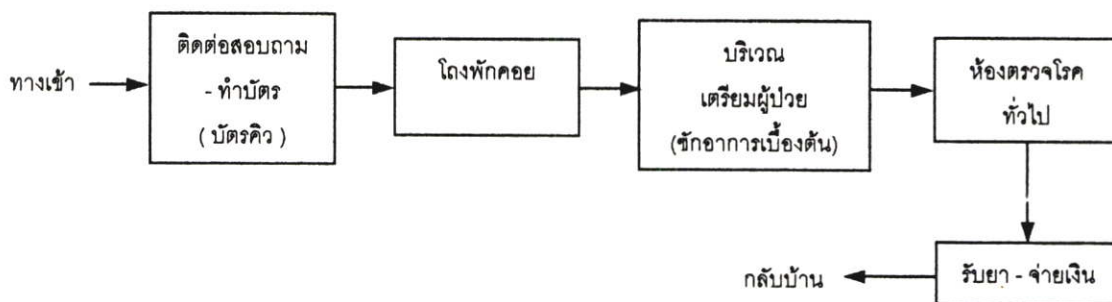 ทางเข้า
ติดต่อสอบถาม
- ทำบัตร
( บัตรคิว )
โถงพักคอย
บริเวณ
เตรียมผู้ป่วย
(ซักอาการเบื้องต้น)
ห้องตรวจโรค
ทั่วไป
กลับบ้าน
รับยา - จ่ายเงิน